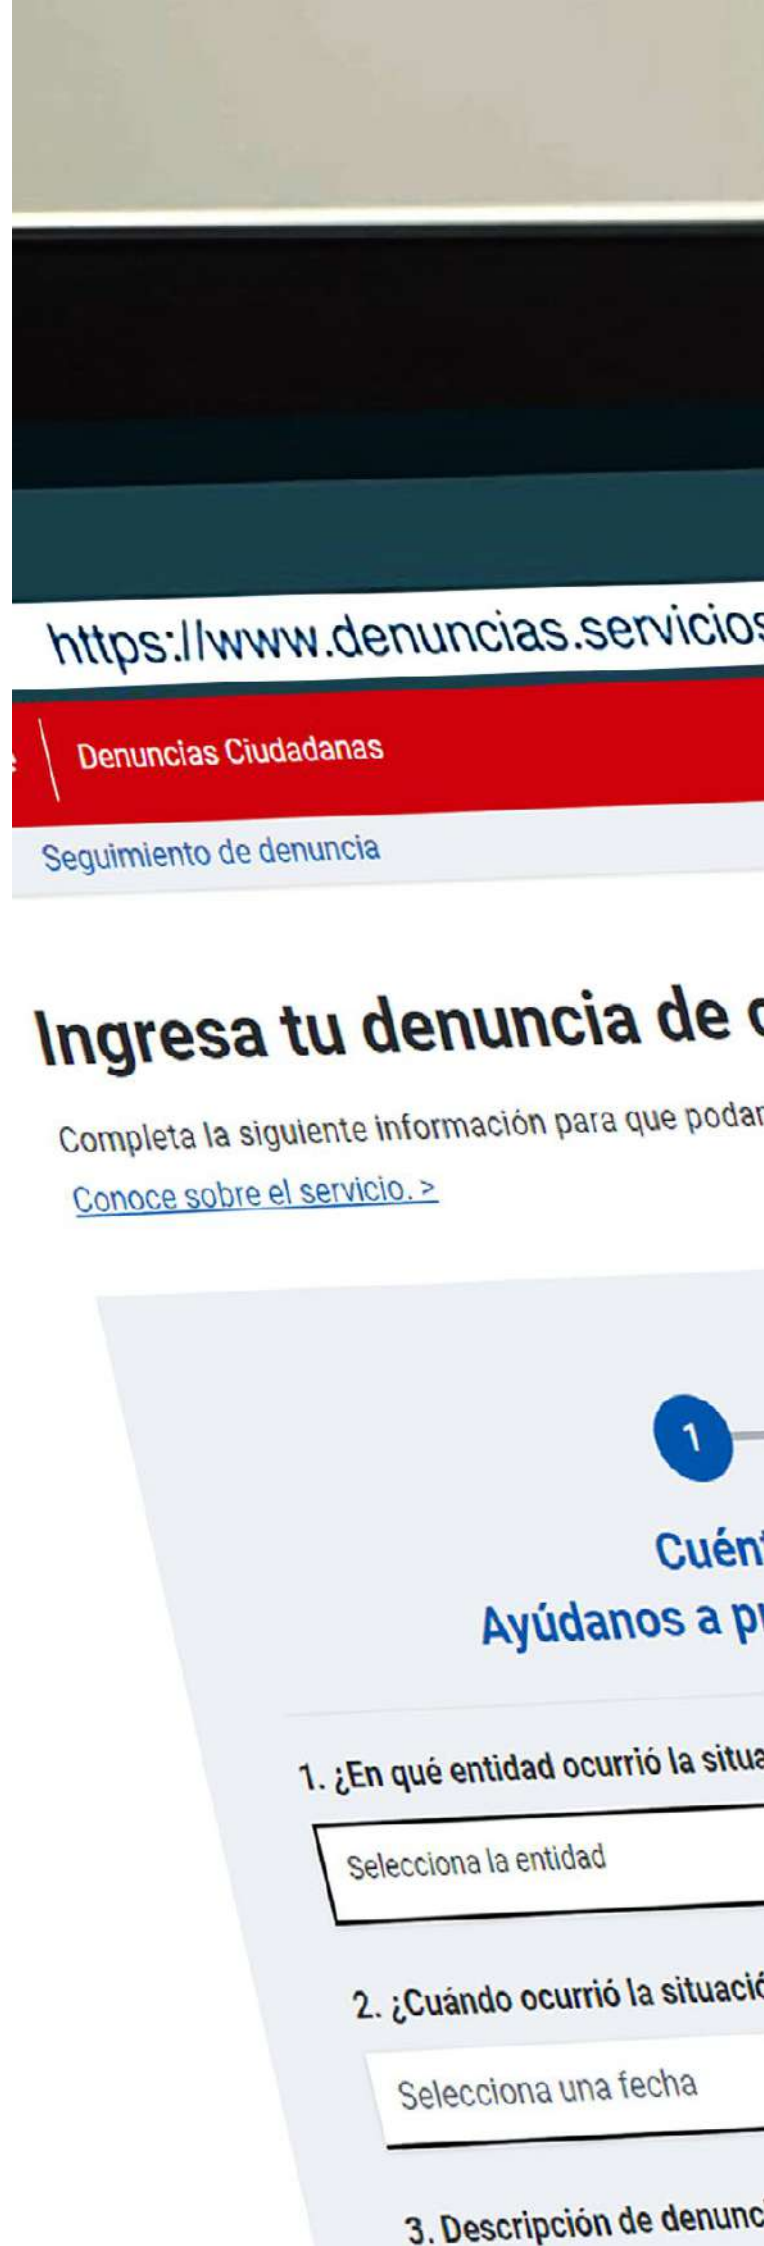 https://www.denuncias.servicios
Denuncias Ciudadanas
Seguimiento de denuncia
Ingresa tu denuncia de
Completa la siguiente información para que
Conoce sobre el servicio. >
1
Ayúdanos a
1. ¿En qué entidad ocurrió la
Selecciona la entidad
2. ¿Cuándo ocurrió la
Selecciona una fecha
3. Descripción de